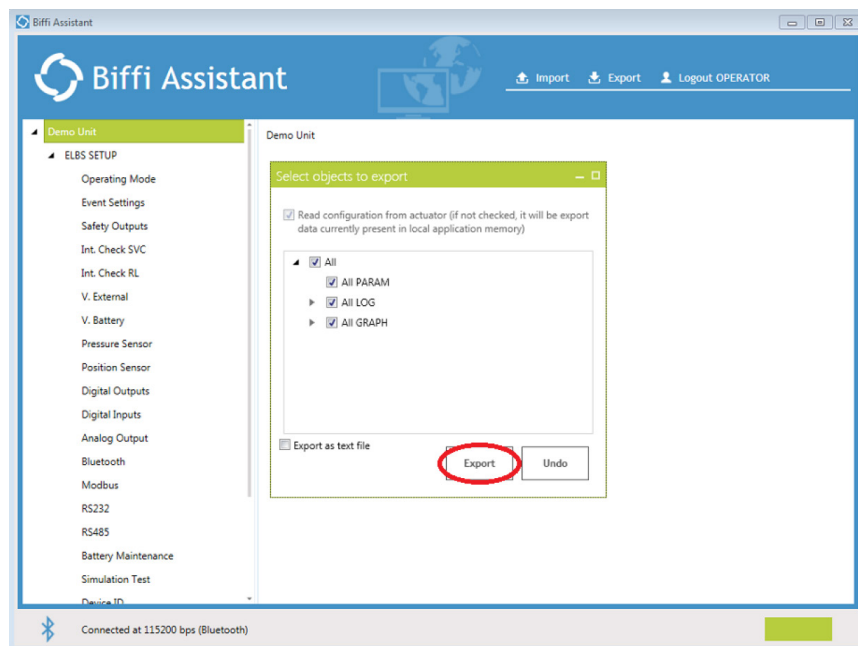 Biffi Assistant
Biffi Assistant
Import Export Logout OPERATOR
Demo Unit
ELBS SETUP
Operating Mode
Event Settings
Safety Outputs
Int. Check SVC
Int. Check RL
V. External
V. Battery
Pressure Sensor
Position Sensor
Digital Outputs
Digital Inputs
Analog Output
Bluetooth
Modbus
RS232
RS485
Battery Maintenance
Simulation Test
Device ID
Demo Unit
Select objects to export
Read configuration from actuator (if not checked, it will be export
data currently present in local application memory)
All
All PARAM
All LOG
All GRAPH
Export as text file
Export Undo
Connected at 115200 bps (Bluetooth)